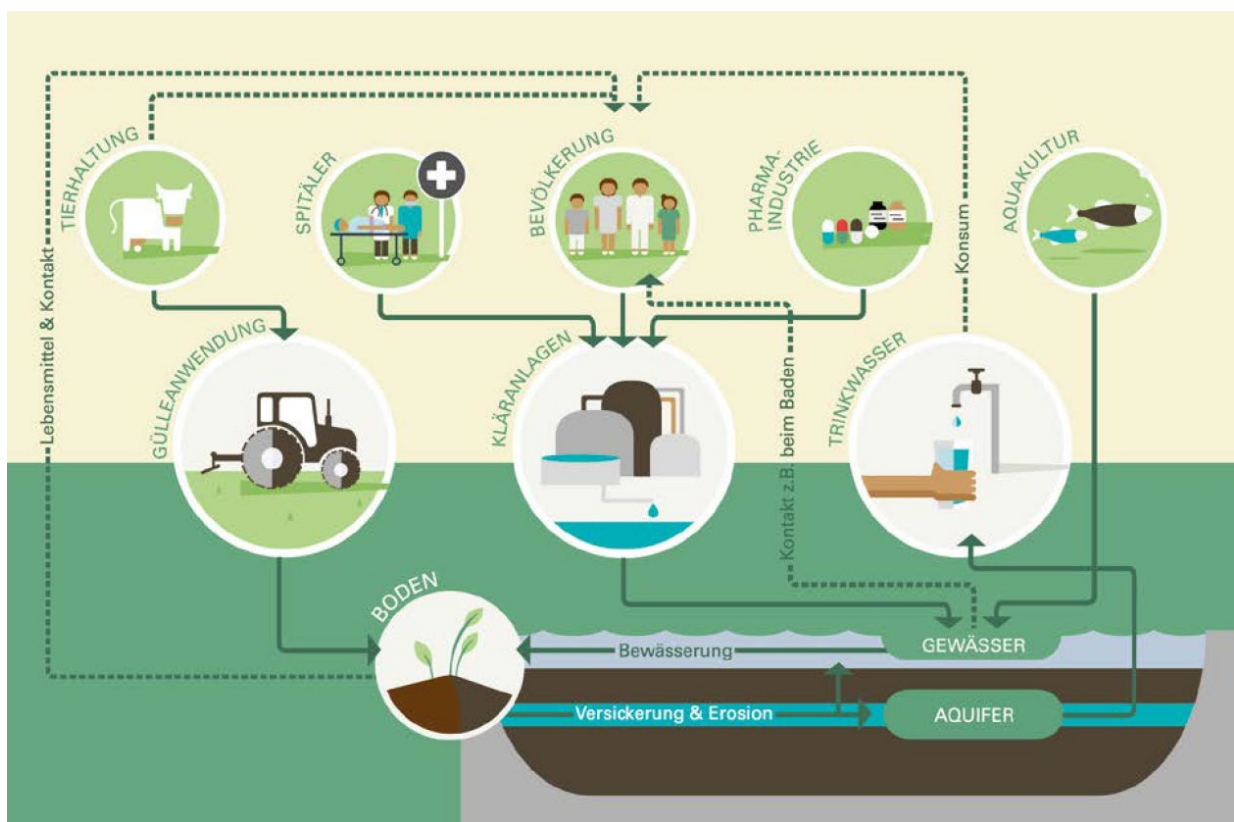 TIERHALTUNG
SPITÄLER
BEVÖLKERUNG
PHARMA-
INDUSTRIE
AQUAKULTUR
Lebensmittel & Kontakt
Konsum
GÜLLEANWENDUNG
KLÄRANLAGEN
Kontakt z.B. beim Baden
TRINKWASSER
BODEN
Bewässerung
GEWÄSSER
Versickerung & Erosion
AQUIFER